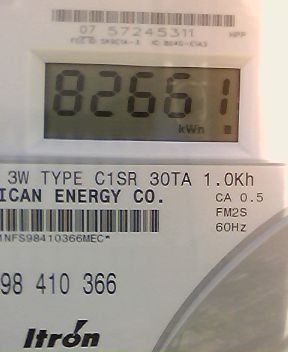 07 57245311
82661
kWh
3W TYPE C1SR 30TA 1.0Kh
ICAN ENERGY CO.
CA 0.5
FM2S
60Hz
1NFS98410366MEC*
98 410 366
Itron